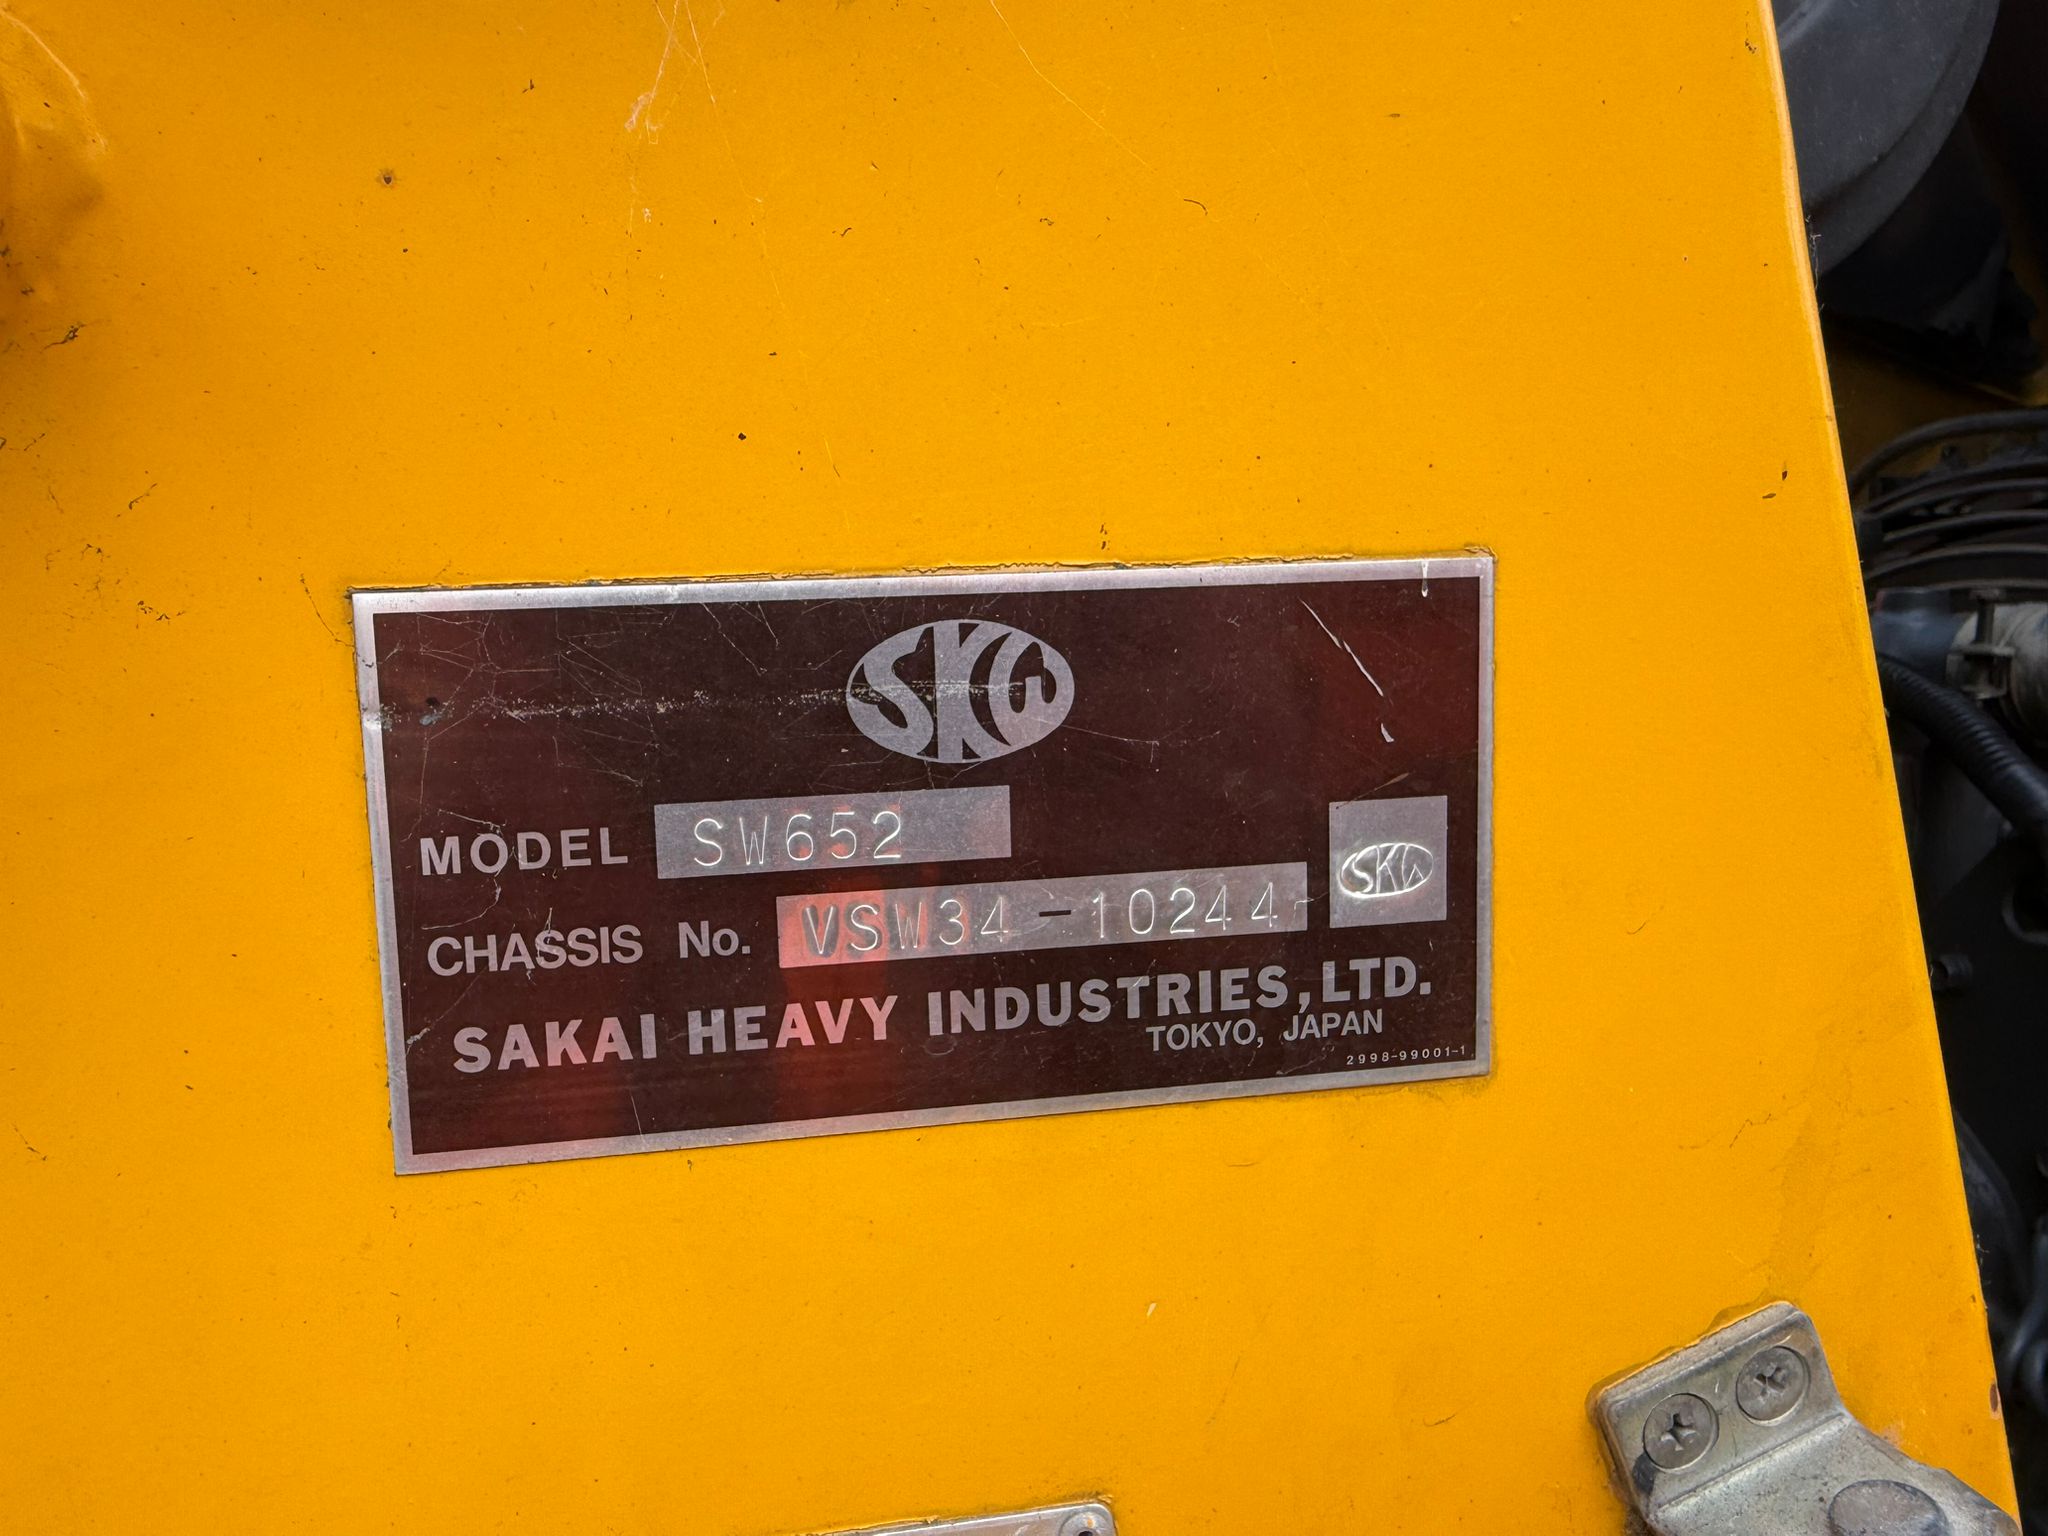 SKW
MODEL SW652
CHASSIS No. VSW34-10244
SKW
SAKAI HEAVY INDUSTRIES, LTD.
TOKYO, JAPAN
2998-99001-1